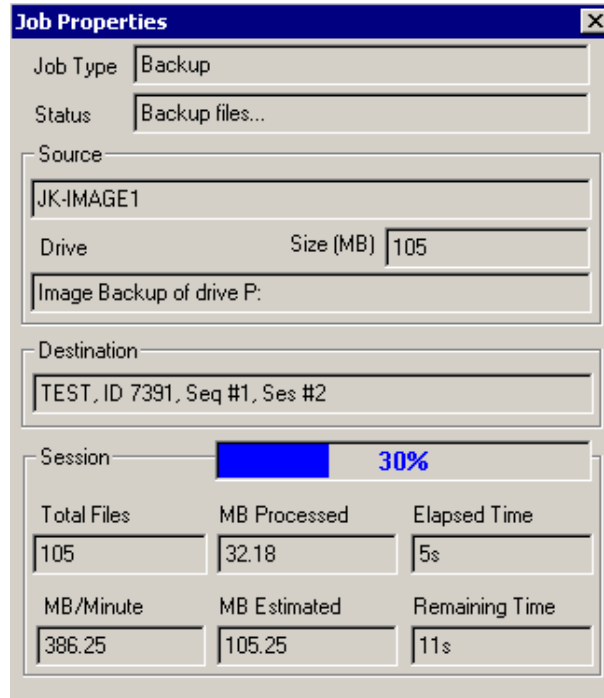 Job Properties
Job Type Backup
Status Backup files...
Source
JK-IMAGE1
Drive Size (MB) 105
Image Backup of drive P:
Destination
TEST, ID 7391, Seq #1, Ses #2
Session 30%
Total Files MB Processed Elapsed Time
105 32.18 5s
MB/Minute MB Estimated Remaining Time
386.25 105.25 11s